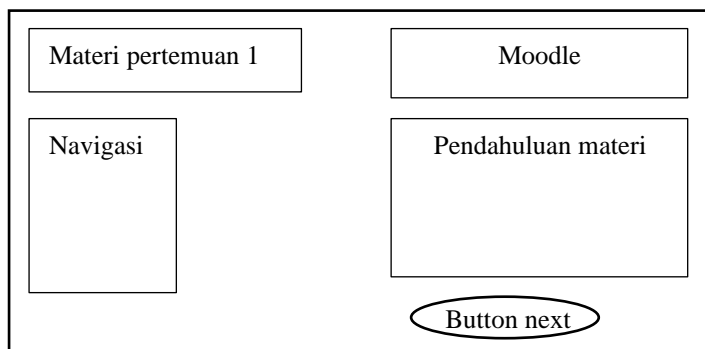 Materi pertemuan 1
Moodle
Navigasi
Pendahuluan materi
Button next